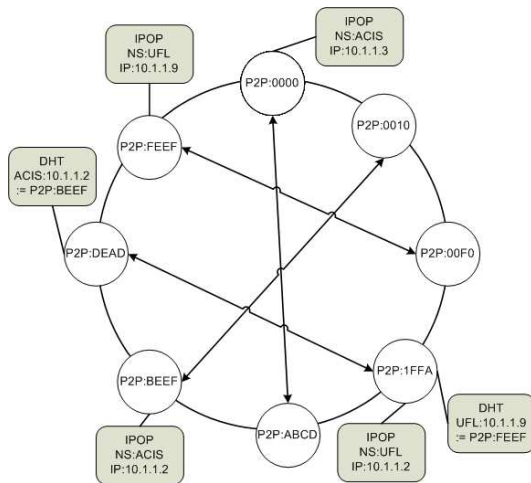 IPOP
NS:UFL
IP:10.1.1.9
IPOP
NS:ACIS
IP:10.1.1.3
P2P:0000
P2P:0010
P2P:FEEF
DHT
ACIS:10.1.1.2
:= P2P:BEEF
P2P:DEAD
P2P:00F0
P2P:BEEF
P2P:1FFA
P2P:ABCD
IPOP
NS:ACIS
IP:10.1.1.2
IPOP
NS:UFL
IP:10.1.1.2
DHT
UFL:10.1.1.9
:= P2P:FEEF